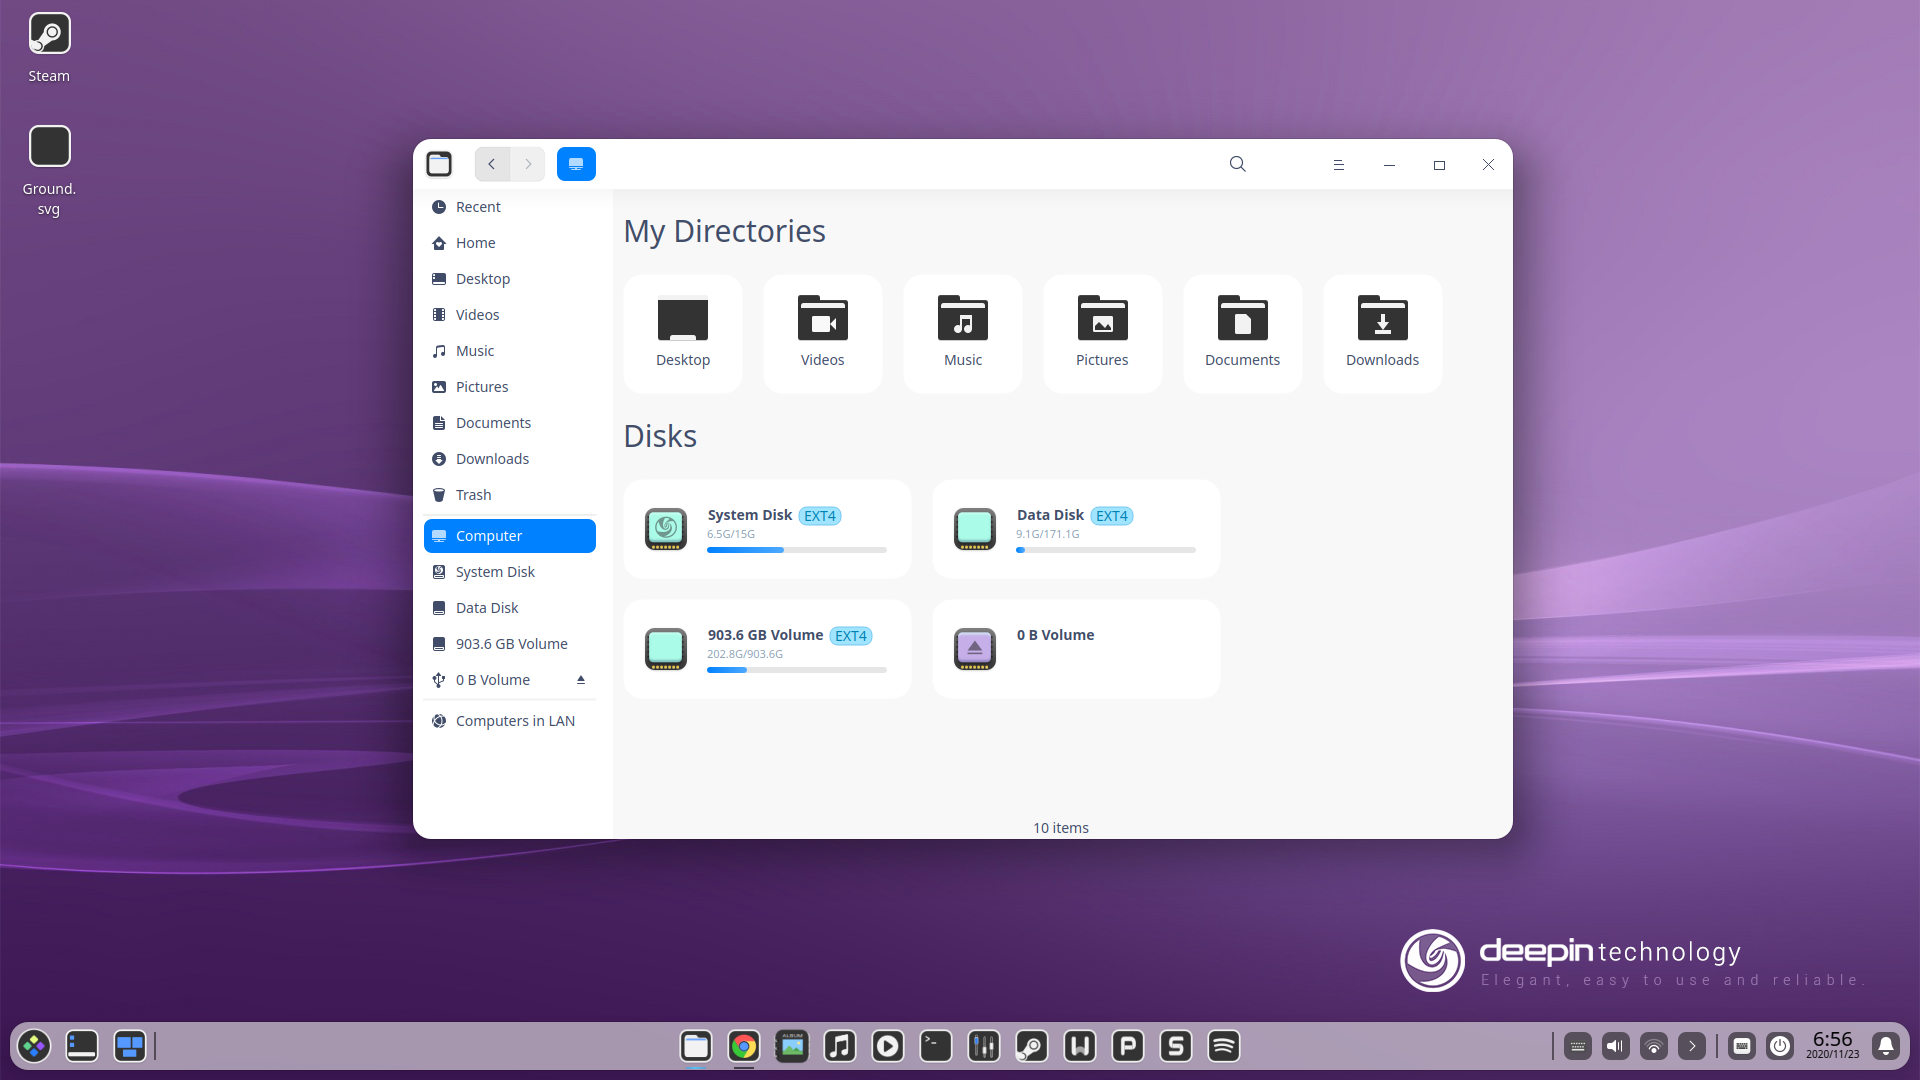 Steam
Ground.
svg
Recent
Home
Desktop
Videos
Music
Pictures
Documents
Downloads
Trash
Computer
System Disk
Data Disk
903.6 GB Volume
0 B Volume
Computers in LAN
My Directories
Desktop
Videos
Music
Pictures
Documents
Downloads
Disks
System Disk EXT4
6.5G/15G
Data Disk EXT4
9.1G/171.1G
903.6 GB Volume EXT4
202.8G/903.6G
0 B Volume
10 items
deepin technology
Elegant, easy to use and reliable.
ALBUM
>_
W
P
S
6:56
2020/11/23